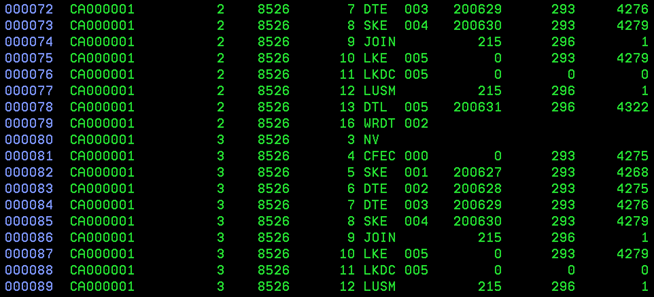 000072 CA000001 2 8526 7 DTE 003 200629 293 4276
000073 CA000001 2 8526 8 SKE 004 200630 293 4279
000074 CA000001 2 8526 9 JOIN 215 296 1
000075 CA000001 2 8526 10 LKE 005 0 293 4279
000076 CA000001 2 8526 11 LKDC 005 0 0 0
000077 CA000001 2 8526 12 LUSM 215 296 1
000078 CA000001 2 8526 13 DTL 005 200631 296 4322
000079 CA000001 2 8526 16 WRDT 002
000080 CA000001 3 8526 3 NV
000081 CA000001 3 8526 4 CFEC 000 0 293 4275
000082 CA000001 3 8526 5 SKE 001 200627 293 4268
000083 CA000001 3 8526 6 DTE 002 200628 293 4275
000084 CA000001 3 8526 7 DTE 003 200629 293 4276
000085 CA000001 3 8526 8 SKE 004 200630 293 4279
000086 CA000001 3 8526 9 JOIN 215 296 1
000087 CA000001 3 8526 10 LKE 005 0 293 4279
000088 CA000001 3 8526 11 LKDC 005 0 0 0
000089 CA000001 3 8526 12 LUSM 215 296 1